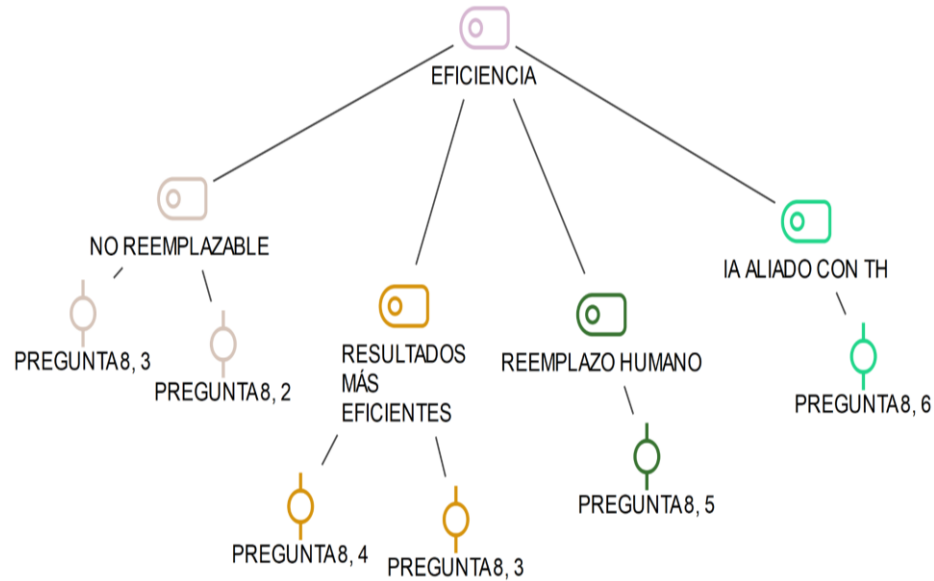 EFICIENCIA
NO REEMPLAZABLE
IA ALIADO CON TH
RESULTADOS
MÁS
EFICIENTES
REEMPLAZO HUMANO
PREGUNTA8, 3
PREGUNTA8, 2
PREGUNTA8, 6
PREGUNTA8, 4
PREGUNTA8, 3
PREGUNTA8, 5